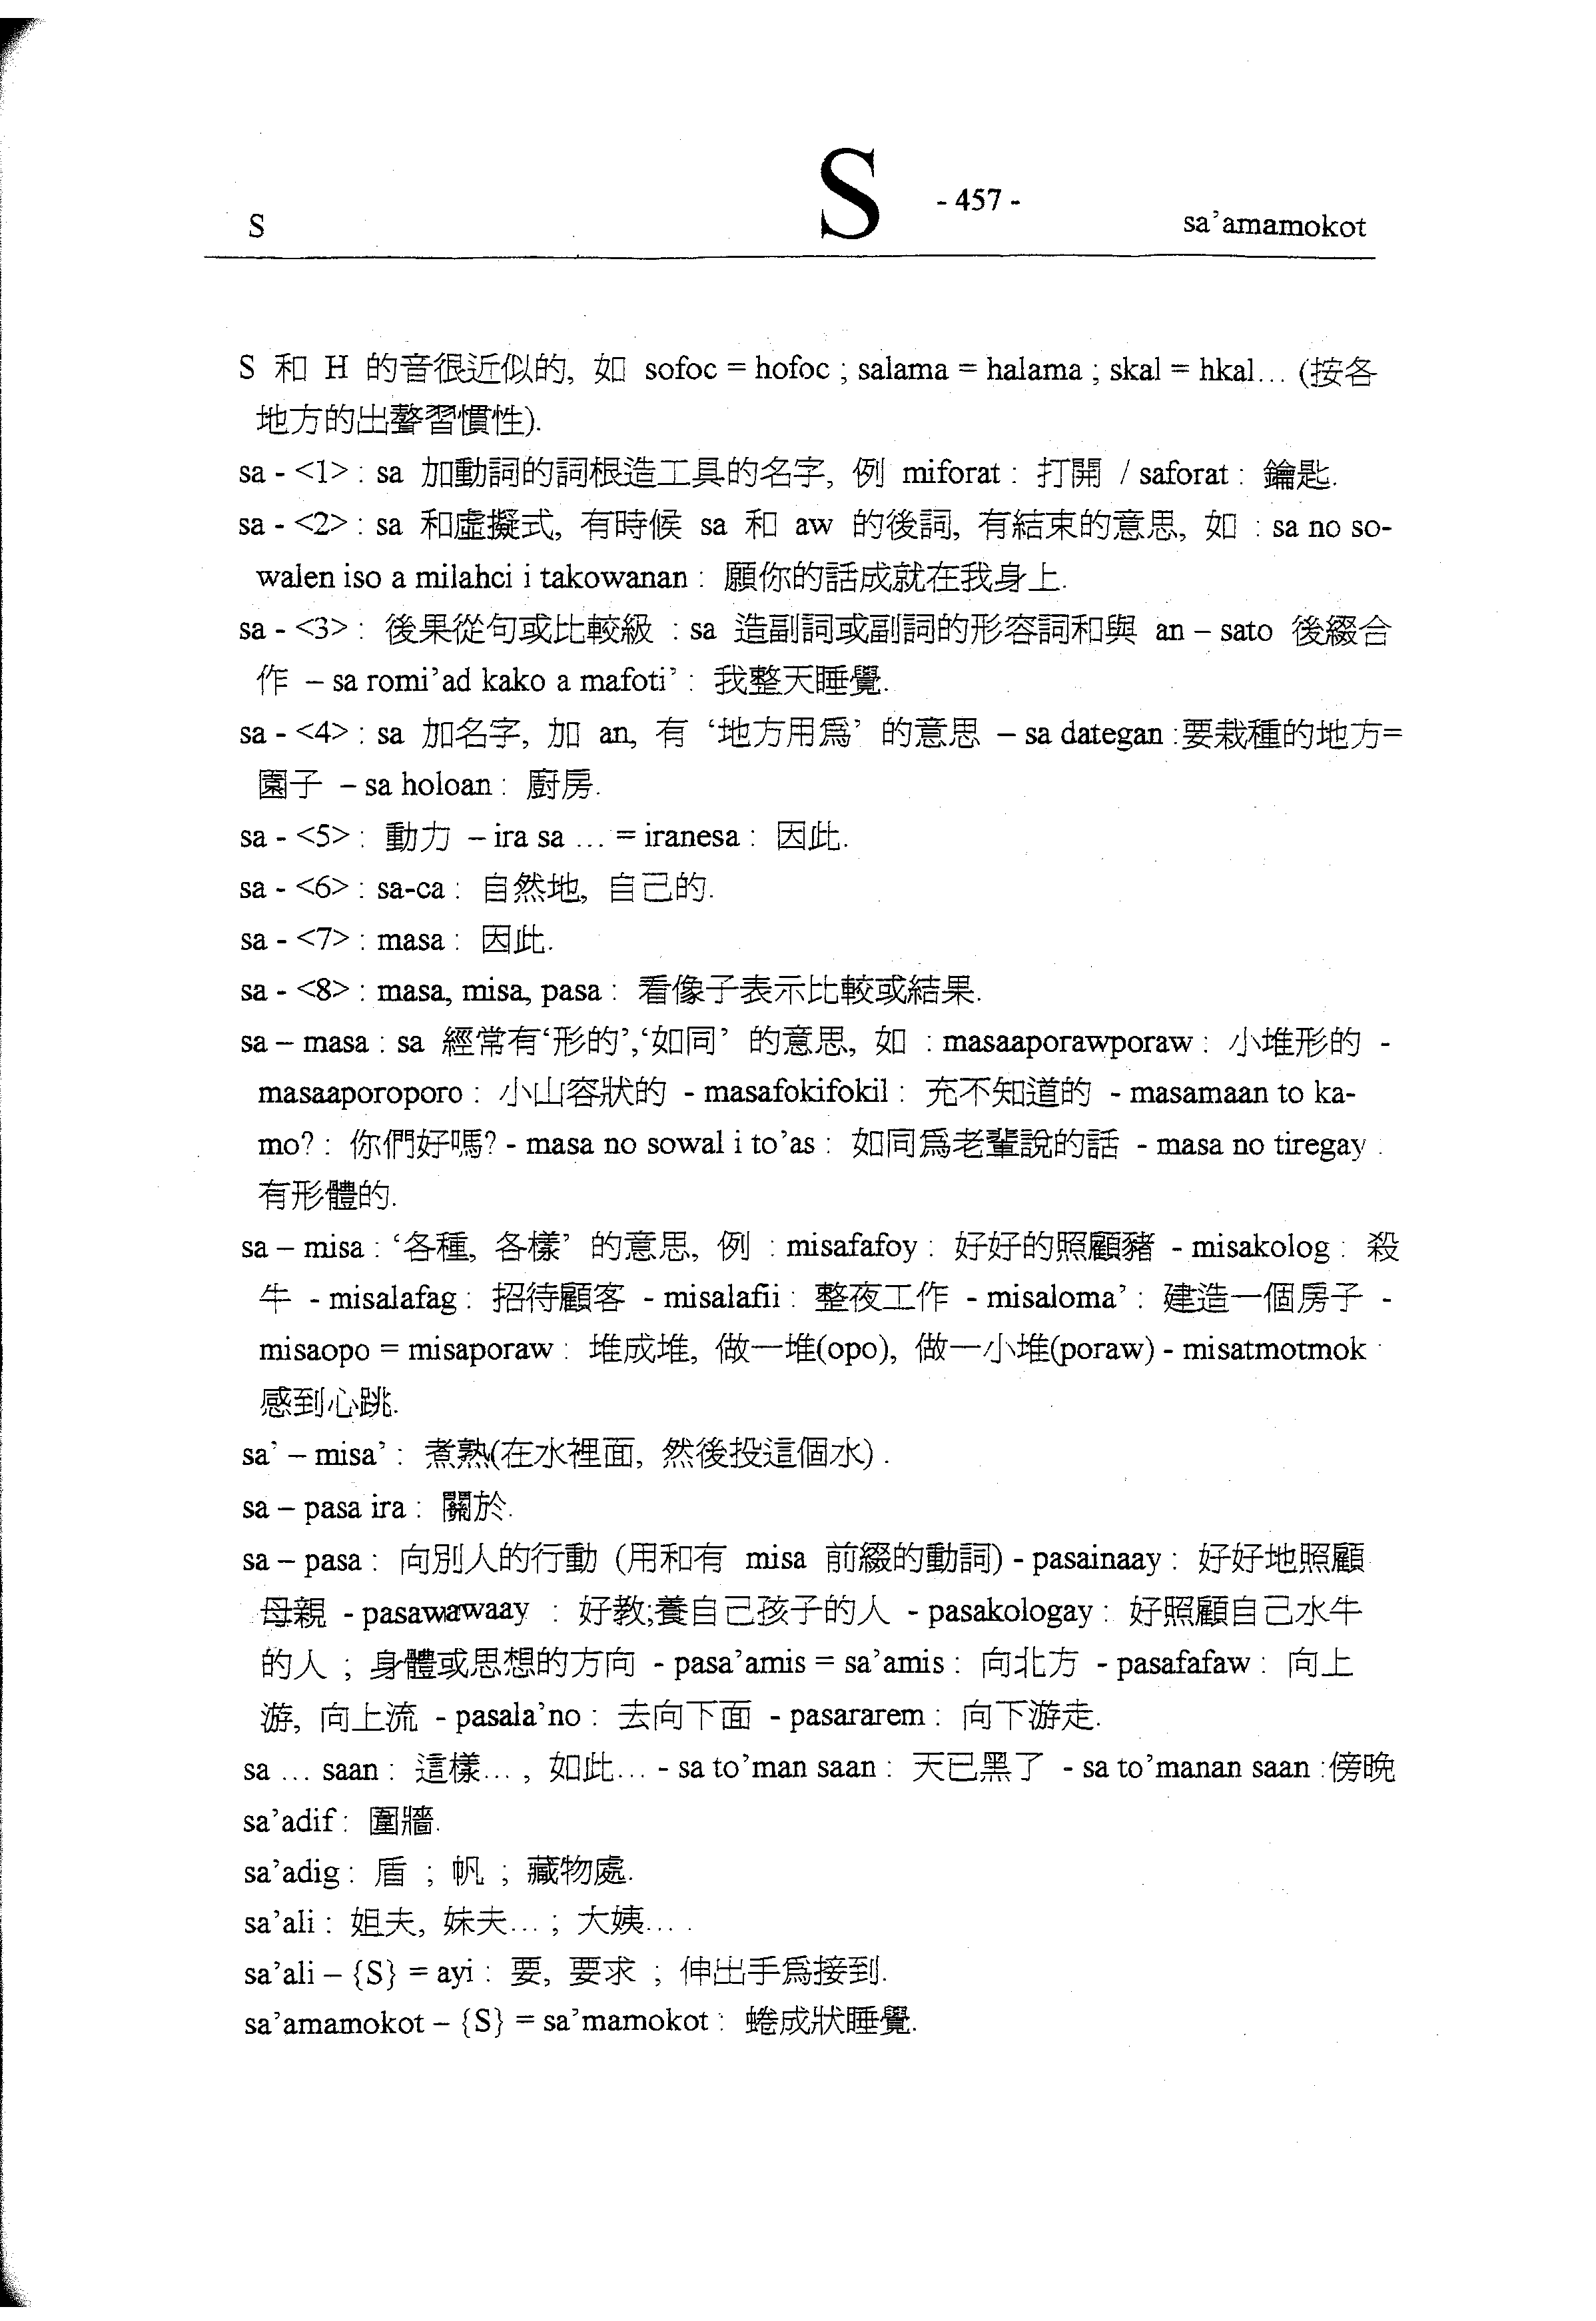 S
S
- 457 -
sa’amamokot
S 和 H 的音很近似的, 如 sofoc = hofoc ; salama = halama ; skal = hkal… (按各
地方的出聲習慣性).
sa - <1> : sa 加動詞的詞根造工具的名字, 例 miforat : 打開 / saforat : 鑰匙.
sa - <2> : sa 和虛擬式, 有時候 sa 和 aw 的後詞, 有結束的意思, 如 : sa no so-
walen iso a milahci i takowanan : 願你的話成就在我身上.
sa - <3> : 後果從句或比較級 : sa 造副詞或副詞的形容詞和與 an – sato 後綴合
作 – sa romi’ad kako a mafoti’ : 我整天睡覺.
sa - <4> : sa 加名字, 加 an, 有 ‘地方用爲’ 的意思 – sa dategan :要栽種的地方=
園子 – sa holoan : 廚房.
sa - <5> : 動力 – ira sa … = iranesa : 因此.
sa - <6> : sa-ca : 自然地, 自己的.
sa - <7> : masa : 因此.
sa - <8> : masa, misa, pasa : 看像子表示比較或結果.
sa – masa : sa 經常有‘形的’,‘如同’ 的意思, 如 : masaaporawporaw : 小堆形的 -
masaaporoporo : 小山容狀的 - masafokifokil : 充不知道的 - masamaan to ka-
mo? : 你們好嗎? - masa no sowal i to’as : 如同爲老輩說的話 - masa no tiregay :
有形體的.
sa – misa : ‘各種, 各樣’ 的意思, 例 : misafafoy : 好好的照顧豬 - misakolog : 殺
牛 - misalafag : 招待顧客 - misalafii : 整夜工作 - misaloma’ : 建造一個房子 -
misaopo = misaporaw : 堆成堆, 做一堆(opo), 做一小堆(poraw) - misatmotmok :
感到心跳.
sa’ – misa’ : 煮熟(在水裡面, 然後投這個水) .
sa – pasa ira : 關於.
sa – pasa : 向別人的行動 (用和有 misa 前綴的動詞) - pasainaay : 好好地照顧
母親 - pasawawaay : 好教;養自己孩子的人 - pasakologay : 好照顧自己水牛
的人 ; 身體或思想的方向 - pasa’amis = sa’amis : 向北方 - pasafafaw : 向上
游, 向上流 - pasala’no : 去向下面 - pasararem : 向下游走.
sa … saan : 這樣… , 如此… - sa to’man saan : 天已黑了 - sa to’manan saan :傍晚
sa’adif : 圍牆.
sa’adig : 盾 ; 帆 ; 藏物處.
sa’ali : 姐夫, 妹夫… ; 大姨… .
sa’ali – {S} = ayi : 要, 要求 ; 伸出手爲接到.
sa’amamokot – {S} = sa’mamokot : 蜷成狀睡覺.